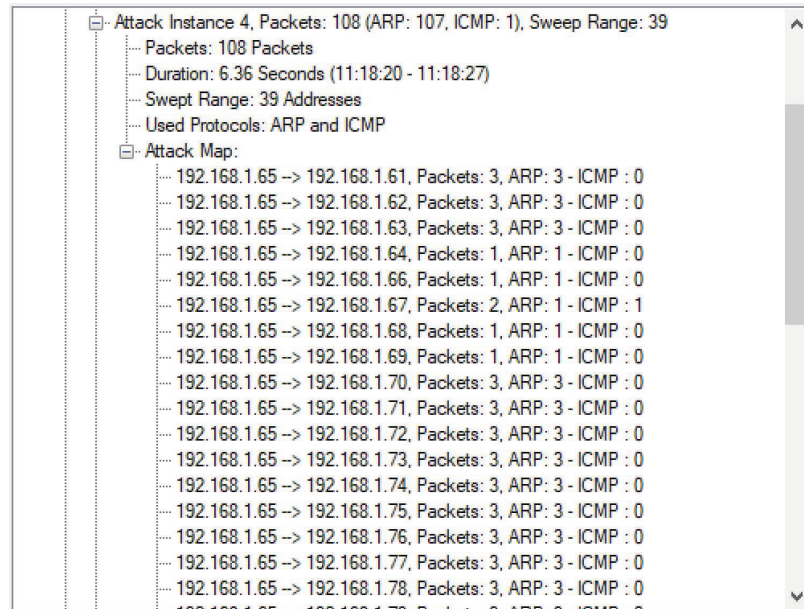 Attack Instance 4, Packets: 108 (ARP: 107, ICMP: 1), Sweep Range: 39
Packets: 108 Packets
Duration: 6.36 Seconds (11:18:20 - 11:18:27)
Swept Range: 39 Addresses
Used Protocols: ARP and ICMP
Attack Map:
192.168.1.65 --> 192.168.1.61, Packets: 3, ARP: 3 - ICMP : 0
192.168.1.65 --> 192.168.1.62, Packets: 3, ARP: 3 - ICMP : 0
192.168.1.65 --> 192.168.1.63, Packets: 3, ARP: 3 - ICMP : 0
192.168.1.65 --> 192.168.1.64, Packets: 1, ARP: 1 - ICMP : 0
192.168.1.65 --> 192.168.1.66, Packets: 1, ARP: 1 - ICMP : 0
192.168.1.65 --> 192.168.1.67, Packets: 2, ARP: 1 - ICMP : 1
192.168.1.65 --> 192.168.1.68, Packets: 1, ARP: 1 - ICMP : 0
192.168.1.65 --> 192.168.1.69, Packets: 1, ARP: 1 - ICMP : 0
192.168.1.65 --> 192.168.1.70, Packets: 3, ARP: 3 - ICMP : 0
192.168.1.65 --> 192.168.1.71, Packets: 3, ARP: 3 - ICMP : 0
192.168.1.65 --> 192.168.1.72, Packets: 3, ARP: 3 - ICMP : 0
192.168.1.65 --> 192.168.1.73, Packets: 3, ARP: 3 - ICMP : 0
192.168.1.65 --> 192.168.1.74, Packets: 3, ARP: 3 - ICMP : 0
192.168.1.65 --> 192.168.1.75, Packets: 3, ARP: 3 - ICMP : 0
192.168.1.65 --> 192.168.1.76, Packets: 3, ARP: 3 - ICMP : 0
192.168.1.65 --> 192.168.1.77, Packets: 3, ARP: 3 - ICMP : 0
192.168.1.65 --> 192.168.1.78, Packets: 3, ARP: 3 - ICMP : 0